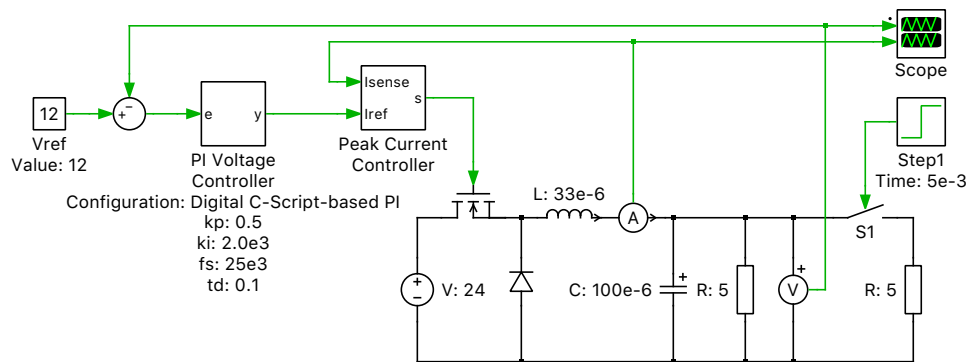 Scope
12
Vref
Value: 12
+
−
e
y
PI Voltage
Controller
Configuration: Digital C-Script-based PI
kp: 0.5
ki: 2.0e3
fs: 25e3
td: 0.1
Isense
Iref
s
Peak Current
Controller
Step1
Time: 5e-3
L: 33e-6
A
S1
+
−
V: 24
+
C: 100e-6
R: 5
+
V
R: 5